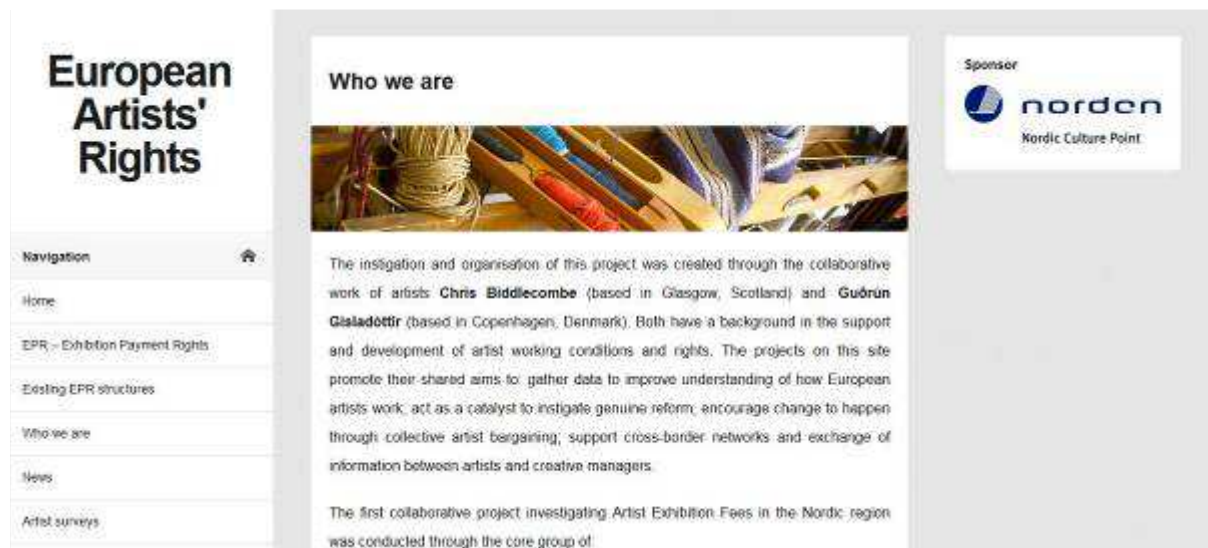 European
Artists'
Rights
Navigation
Home
EPR – Exhibition Payment Rights
Existing EPR structures
Who we are
News
Artist surveys
Who we are
The instigation and organisation of this project was created through the collaborative
work of artists Chris Biddlecombe (based in Glasgow, Scotland) and Guðrún
Gísladóttir (based in Copenhagen, Denmark). Both have a background in the support
and development of artist working conditions and rights. The projects on this site
promote their shared aims to: gather data to improve understanding of how European
artists work; act as a catalyst to instigate genuine reform; encourage change to happen
through collective artist bargaining; support cross-border networks and exchange of
information between artists and creative managers.
The first collaborative project investigating Artist Exhibition Fees in the Nordic region
was conducted through the core group of:
Sponsor
norden
Nordic Culture Point